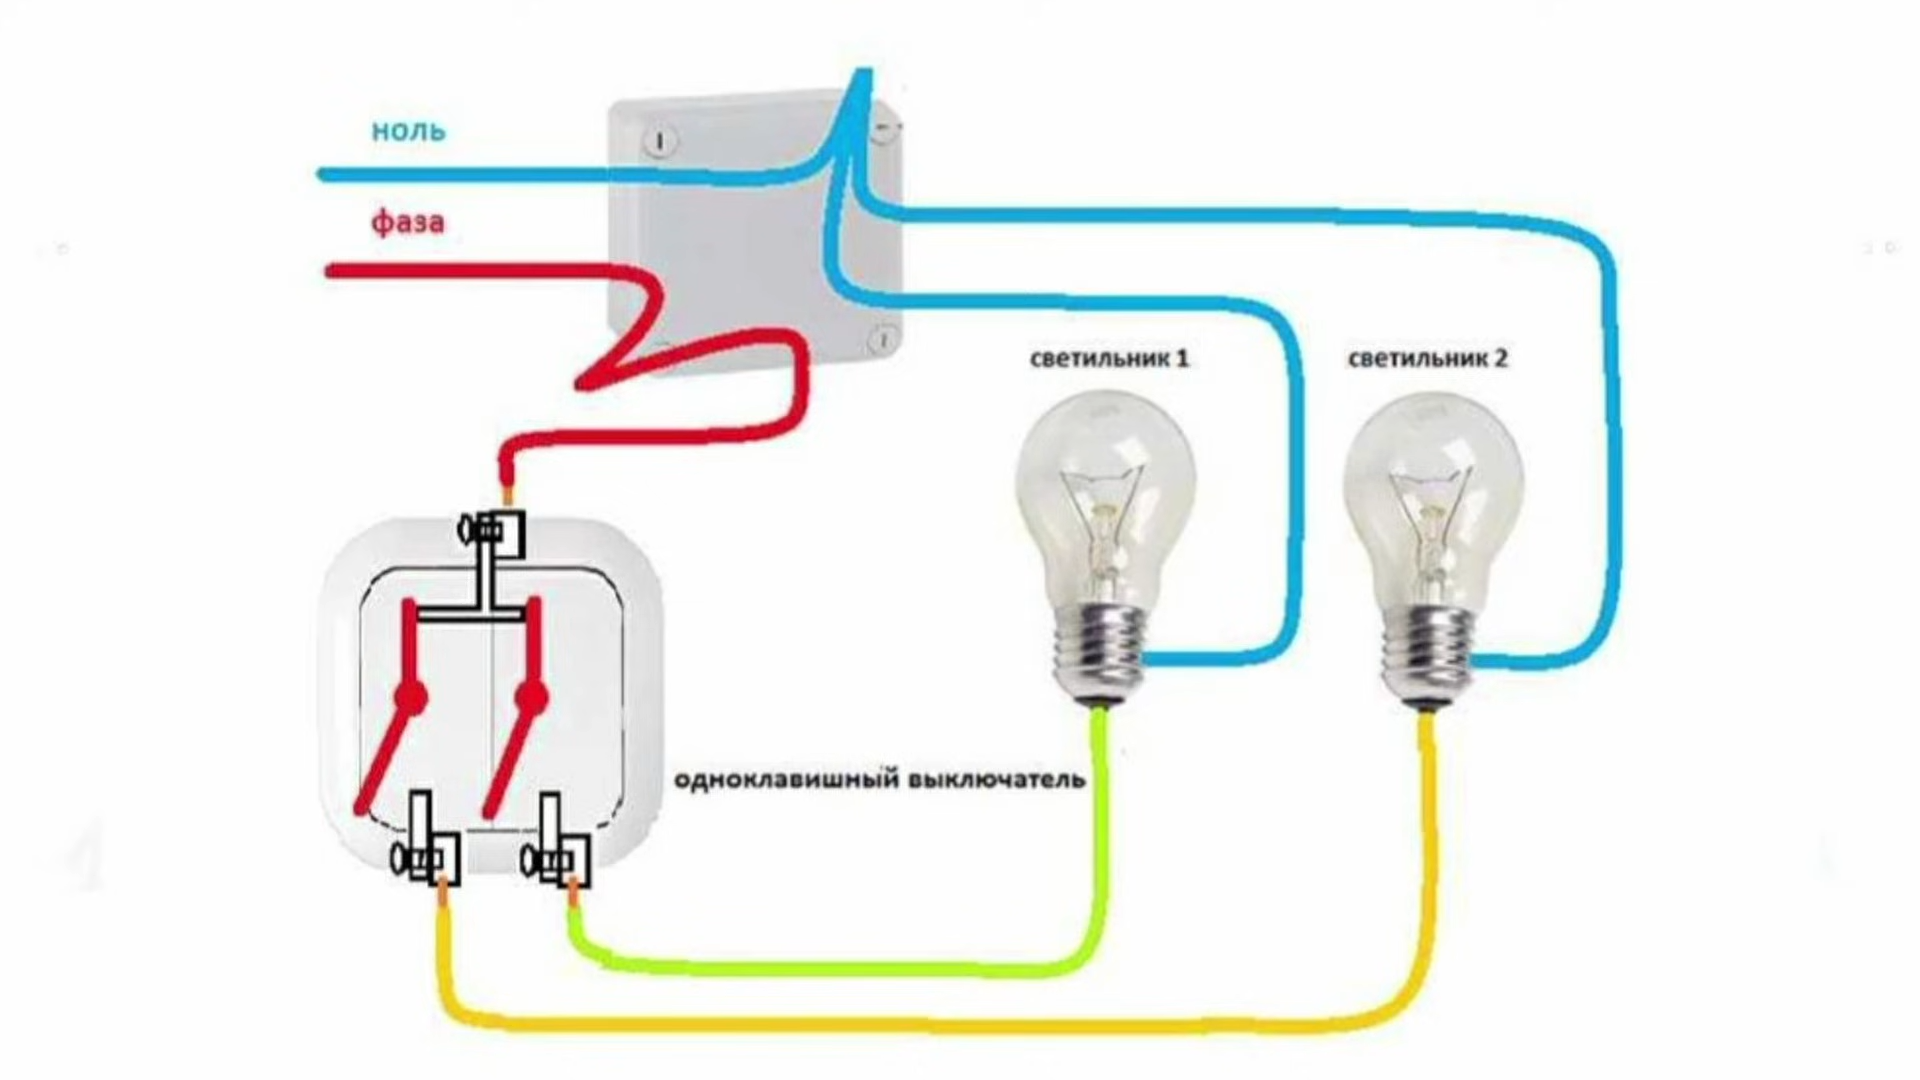 ноль
фаза
светильник 1
светильник 2
одноклавишный выключатель